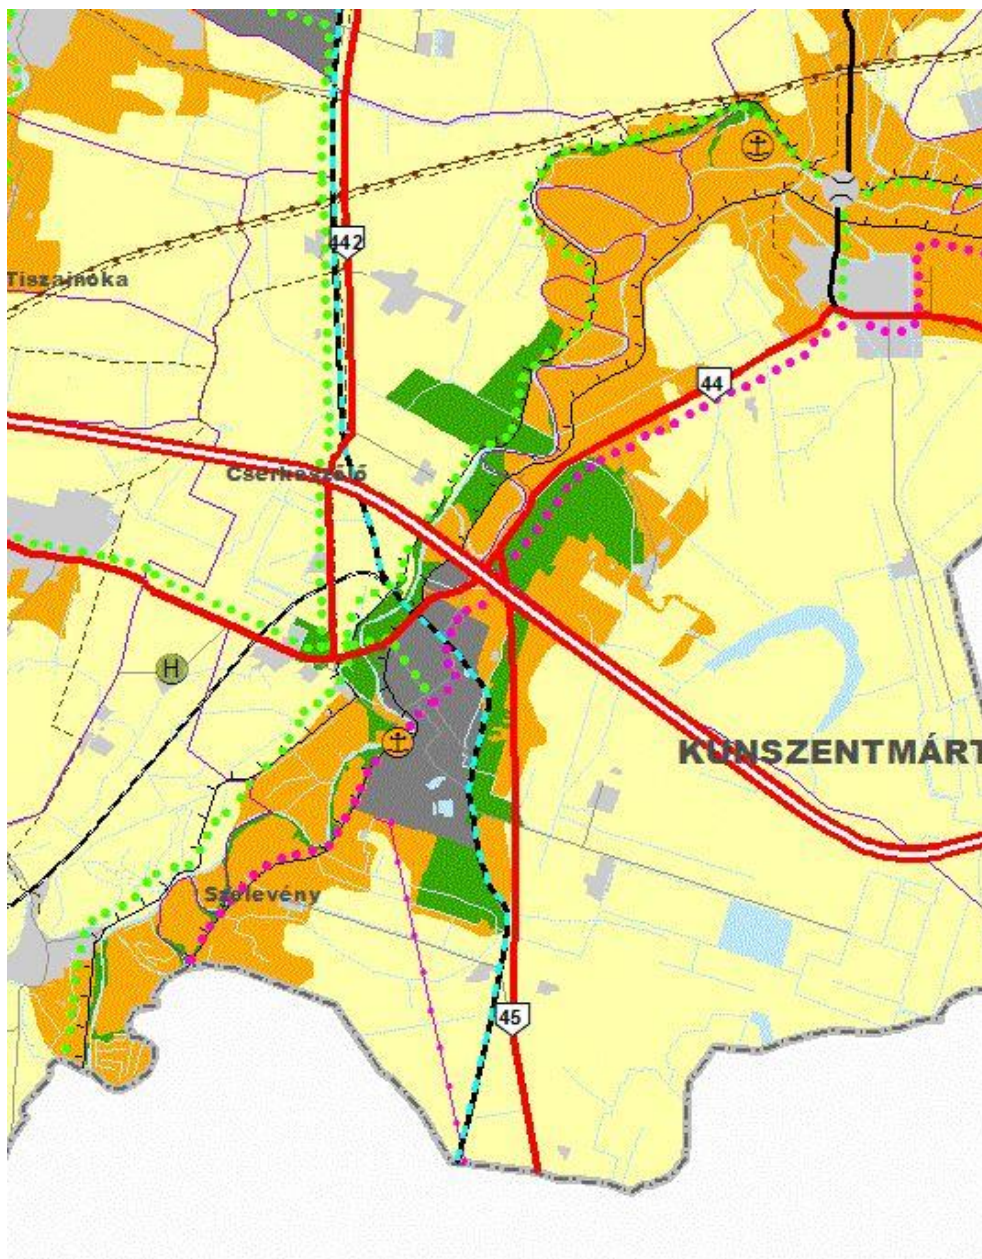 442
Tiszainoka
44
Cserkeszőlő
H
KUNSZENTMÁRT
Szelevény
45